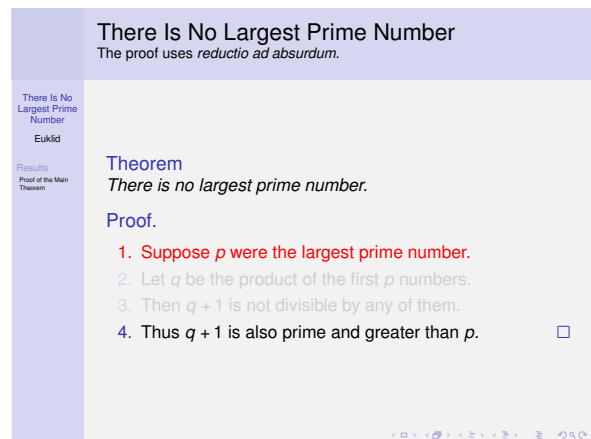 There Is No Largest Prime Number
The proof uses reductio ad absurdum.
There Is No
Largest Prime
Number
Euklid
Results
Proof of the Main
Theorem
Theorem
There is no largest prime number.
Proof.
1. Suppose p were the largest prime number.
2. Let q be the product of the first p numbers.
3. Then q + 1 is not divisible by any of them.
4. Thus q + 1 is also prime and greater than p.